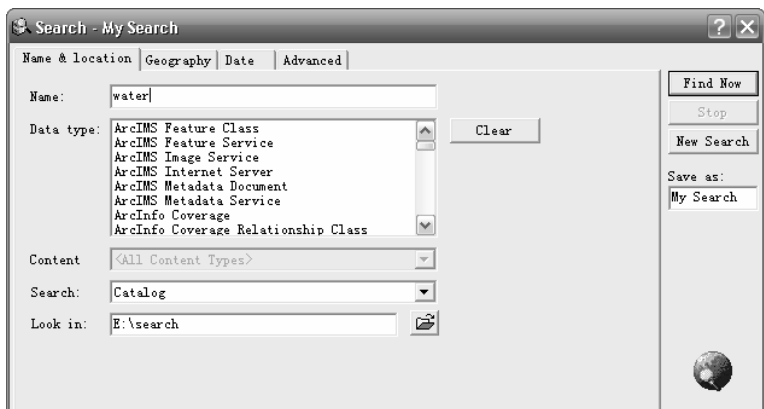 Search - My Search
Name & location Geography Date Advanced
Name: water
Data type: ArcIMS Feature Class
ArcIMS Feature Service
ArcIMS Image Service
ArcIMS Internet Server
ArcIMS Metadata Document
ArcIMS Metadata Service
ArcInfo Coverage
ArcInfo Coverage Relationship Class
Clear
Content <All Content Types>
Search: Catalog
Look in: E:\search
Find Now
Stop
New Search
Save as:
My Search